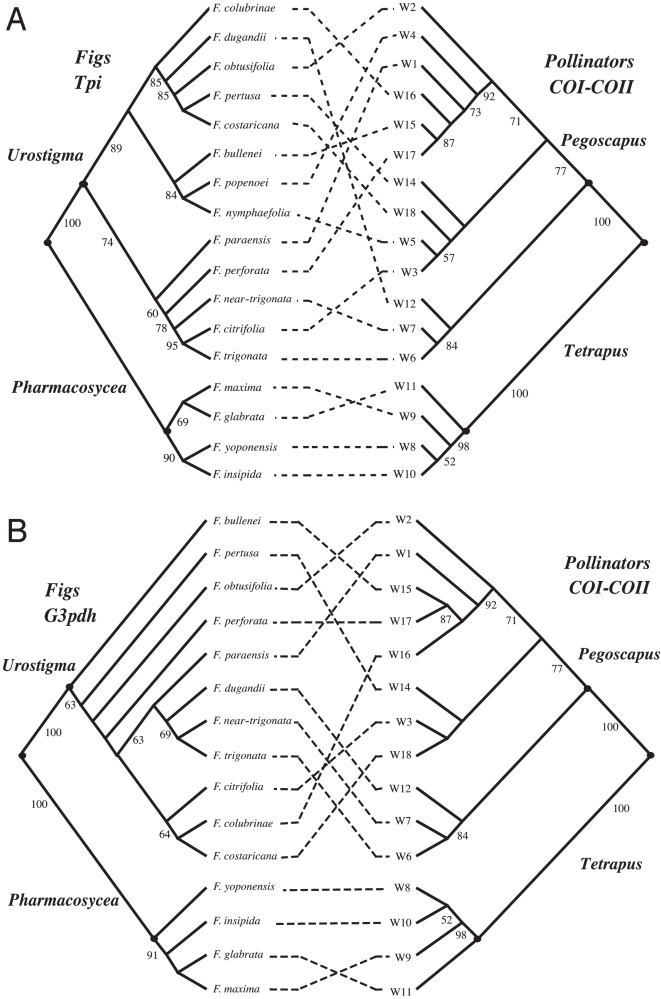 A
Figs
Tpi
Pollinators
COI-COII
Urostigma
Pegoscapus
Pharmacosycea
Tetrapus
F. colubrinae
F. dugandii
F. obtusifolia
F. pertusa
F. costaricana
F. bullenei
F. popenoei
F. nymphaefolia
F. paraensis
F. perforata
F. near-trigonata
F. citrifolia
F. trigonata
F. maxima
F. glabrata
F. yoponensis
F. insipida
W2
W4
W1
W16
W15
W17
W14
W18
W5
W3
W12
W7
W6
W11
W9
W8
W10
85
85
89
84
100
74
60
78
95
69
90
92
73
87
71
77
57
100
84
100
98
52
B
Figs
G3pdh
Pollinators
COI-COII
Urostigma
Pegoscapus
Pharmacosycea
Tetrapus
F. bullenei
F. pertusa
F. obtusifolia
F. perforata
F. paraensis
F. dugandii
F. near-trigonata
F. trigonata
F. citrifolia
F. colubrinae
F. costaricana
F. yoponensis
F. insipida
F. glabrata
F. maxima
W2
W1
W15
W17
W16
W14
W3
W18
W12
W7
W6
W8
W10
W9
W11
63
100
63
69
64
100
91
92
87
71
77
100
84
100
52
98